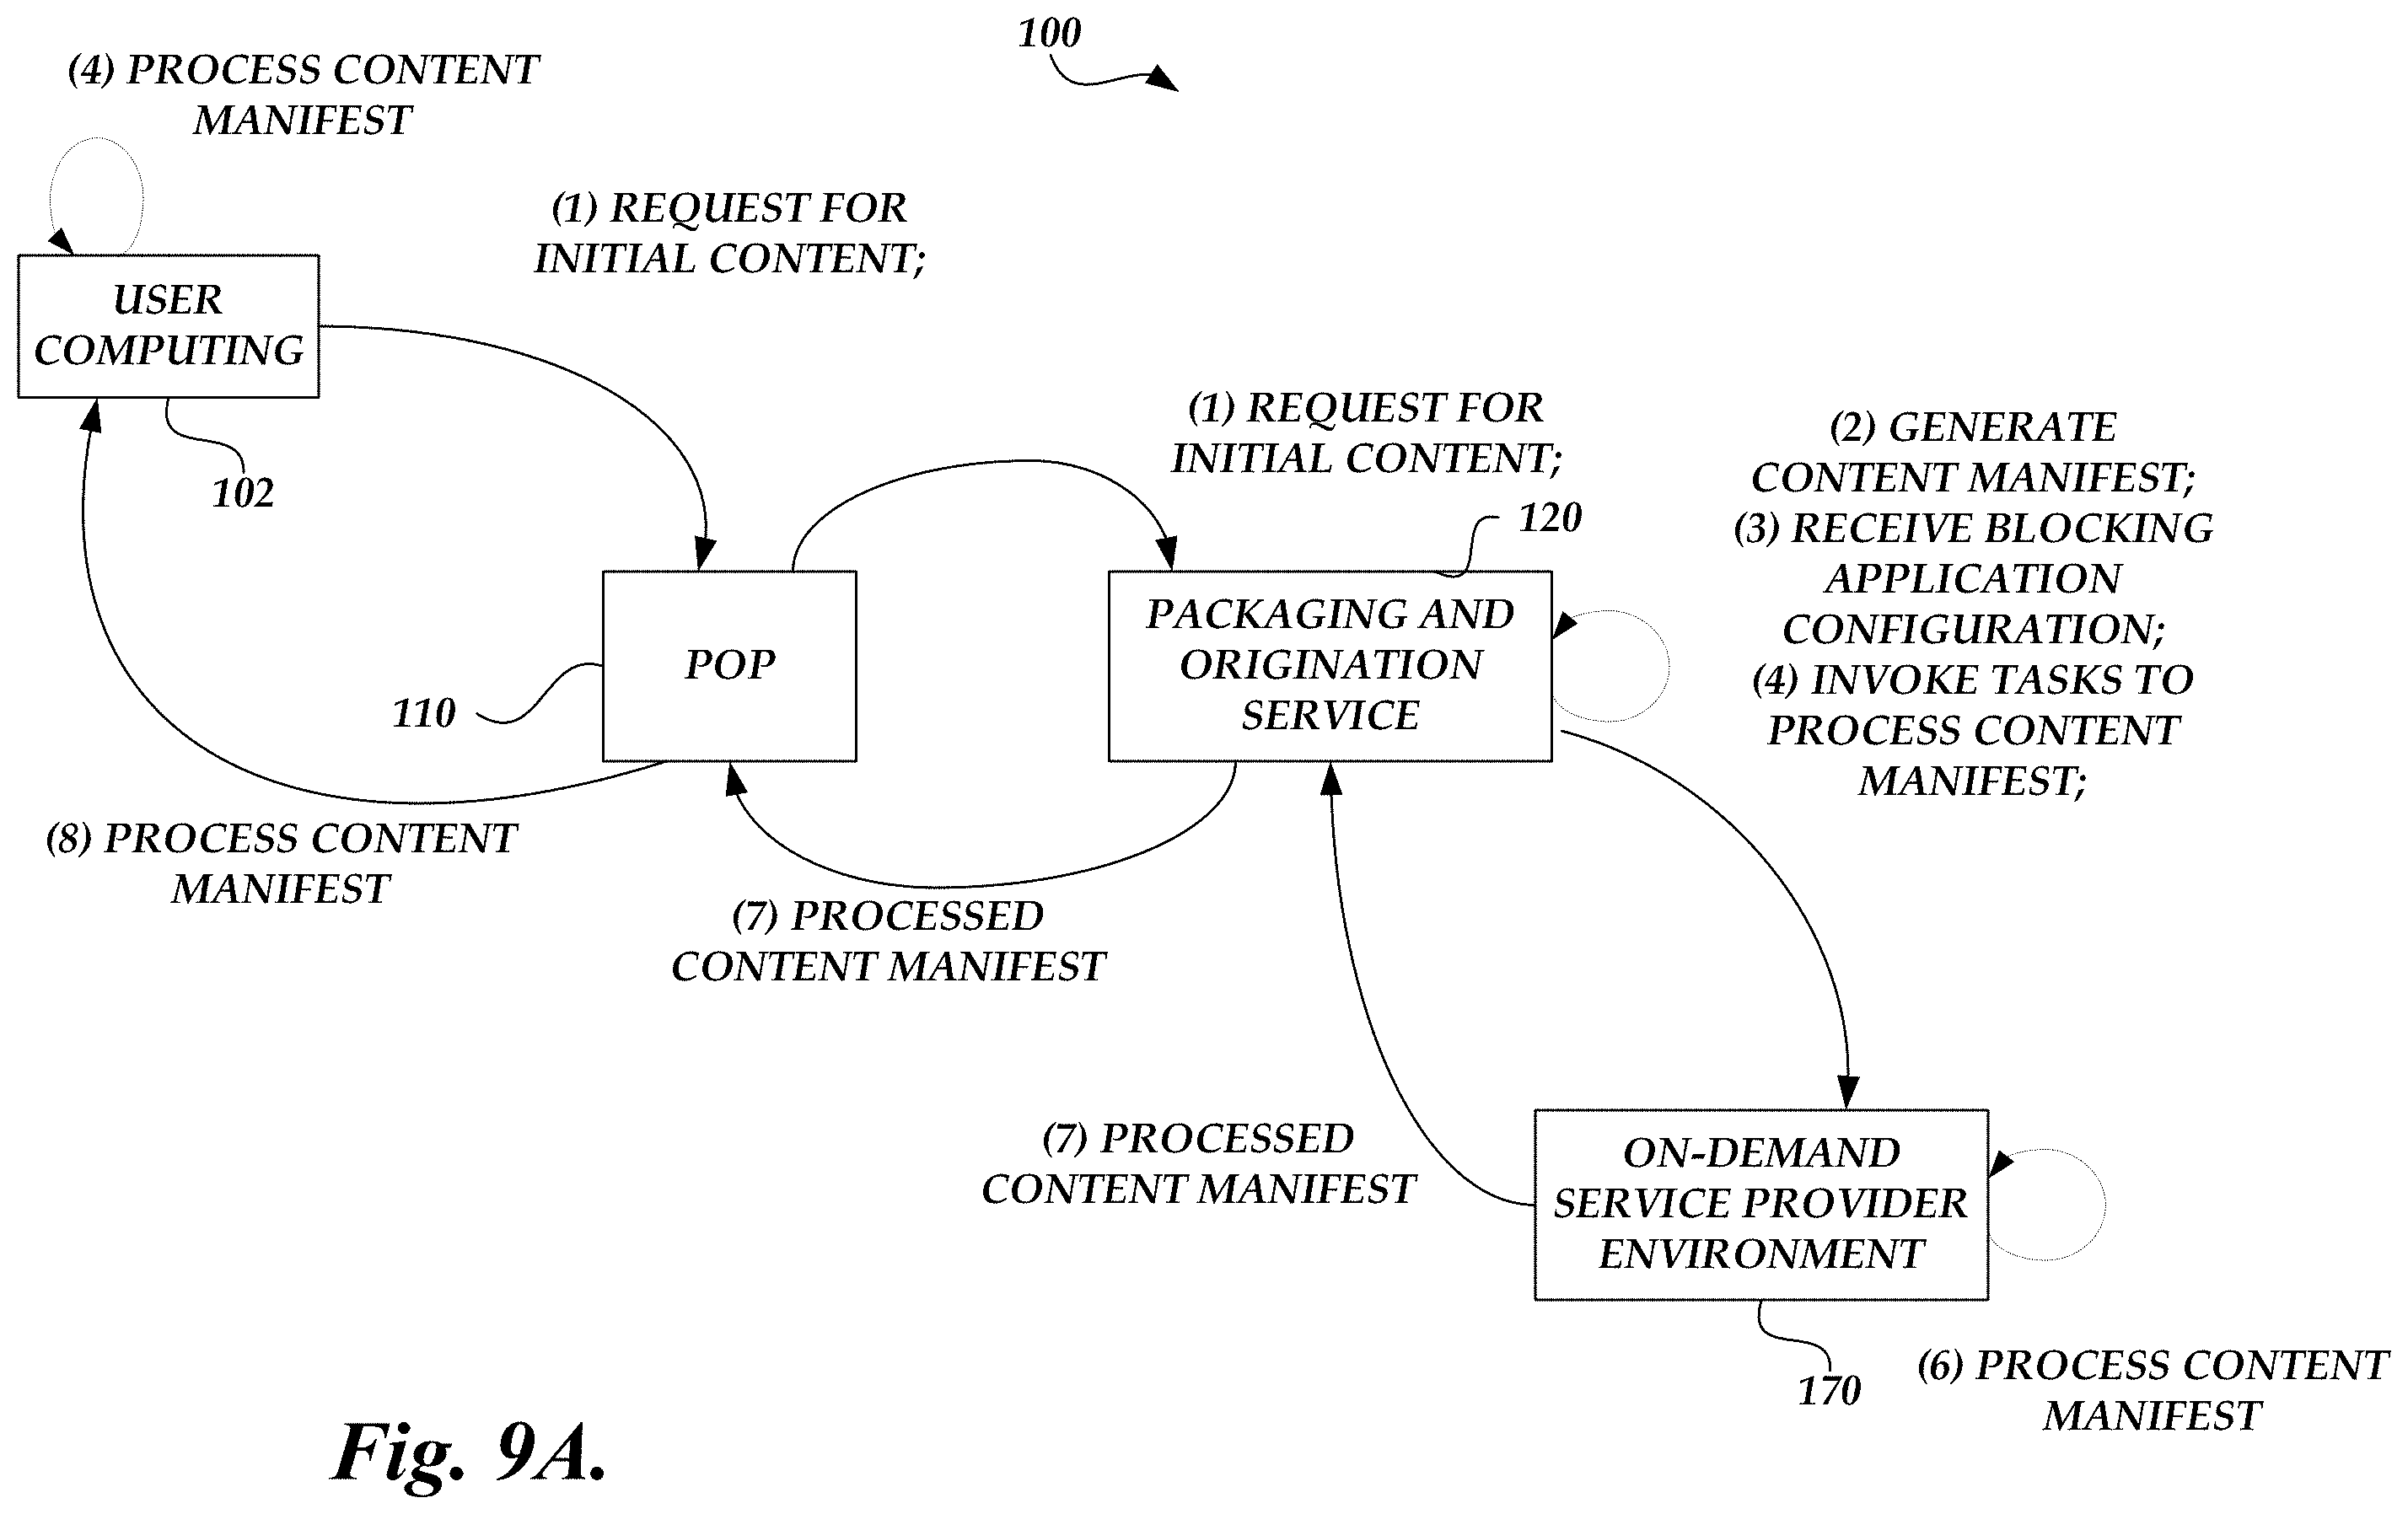 100
(4) PROCESS CONTENT
MANIFEST
(1) REQUEST FOR
INITIAL CONTENT;
USER
COMPUTING
102
(1) REQUEST FOR
INITIAL CONTENT;
120
(2) GENERATE
CONTENT MANIFEST;
(3) RECEIVE BLOCKING
APPLICATION
CONFIGURATION;
(4) INVOKE TASKS TO
PROCESS CONTENT
MANIFEST;
POP
110
PACKAGING AND
ORIGINATION
SERVICE
(8) PROCESS CONTENT
MANIFEST
(7) PROCESSED
CONTENT MANIFEST
(7) PROCESSED
CONTENT MANIFEST
ON-DEMAND
SERVICE PROVIDER
ENVIRONMENT
170
(6) PROCESS CONTENT
MANIFEST
Fig. 9A.